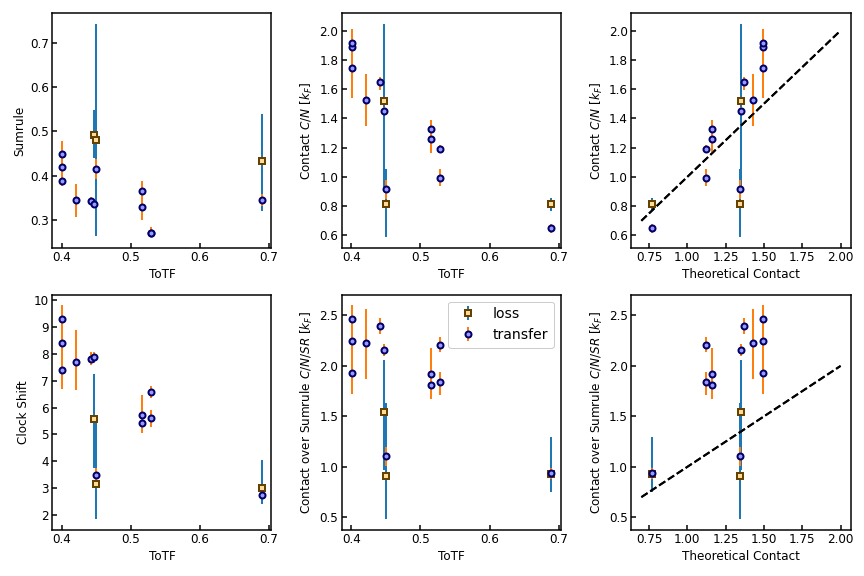 0.7
0.6
0.5
0.4
0.3
Sumrule
0.4 0.5 0.6 0.7
ToTF
2.0
1.8
1.6
1.4
1.2
1.0
0.8
0.6
Contact C/N [k_F]
0.4 0.5 0.6 0.7
ToTF
2.0
1.8
1.6
1.4
1.2
1.0
0.8
0.6
Contact C/N [k_F]
0.75 1.00 1.25 1.50 1.75 2.00
Theoretical Contact
10
9
8
7
6
5
4
3
2
Clock Shift
0.4 0.5 0.6 0.7
ToTF
2.5
2.0
1.5
1.0
0.5
Contact over Sumrule C/N/SR [k_F]
loss
transfer
0.4 0.5 0.6 0.7
ToTF
2.5
2.0
1.5
1.0
0.5
Contact over Sumrule C/N/SR [k_F]
0.75 1.00 1.25 1.50 1.75 2.00
Theoretical Contact